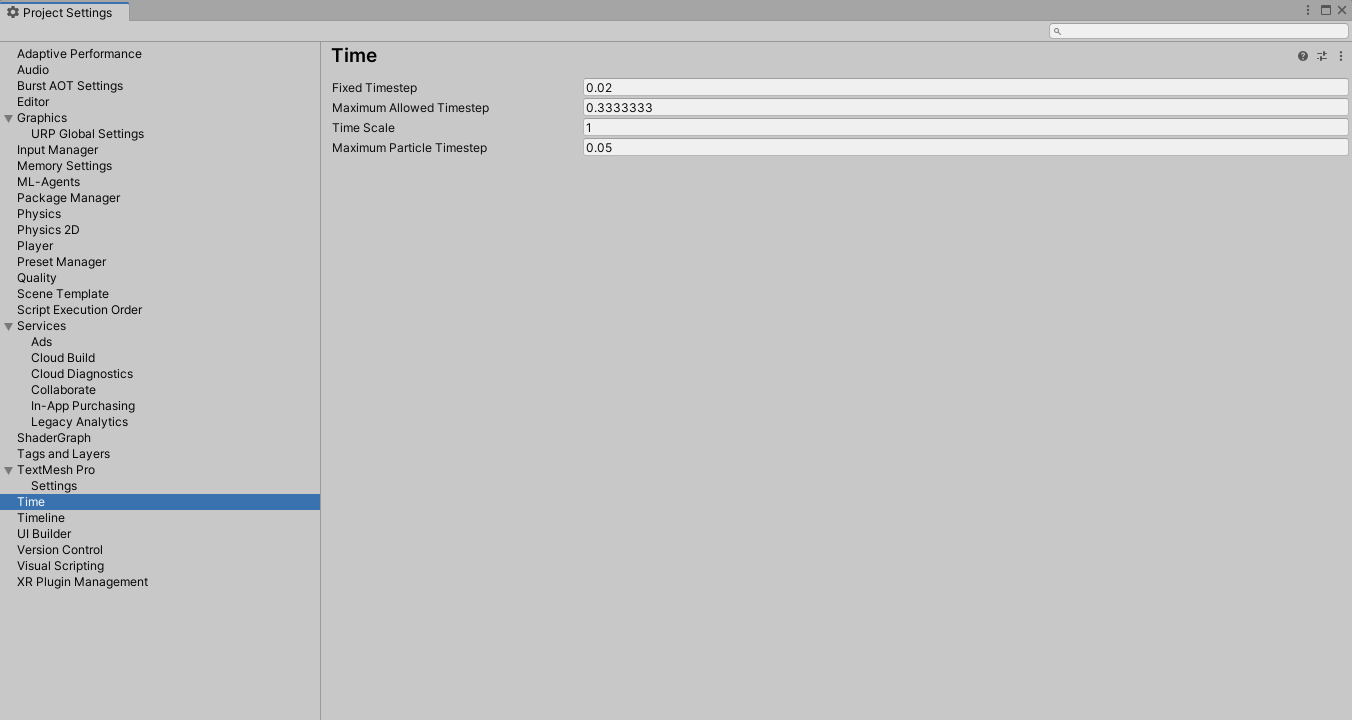 Project Settings
Time
Adaptive Performance
Audio
Burst AOT Settings
Editor
Graphics
URP Global Settings
Input Manager
Memory Settings
ML-Agents
Package Manager
Physics
Physics 2D
Player
Preset Manager
Quality
Scene Template
Script Execution Order
Services
Ads
Cloud Build
Cloud Diagnostics
Collaborate
In-App Purchasing
Legacy Analytics
ShaderGraph
Tags and Layers
TextMesh Pro
Settings
Time
Timeline
UI Builder
Version Control
Visual Scripting
XR Plugin Management
Fixed Timestep 0.02
Maximum Allowed Timestep 0.3333333
Time Scale 1
Maximum Particle Timestep 0.05